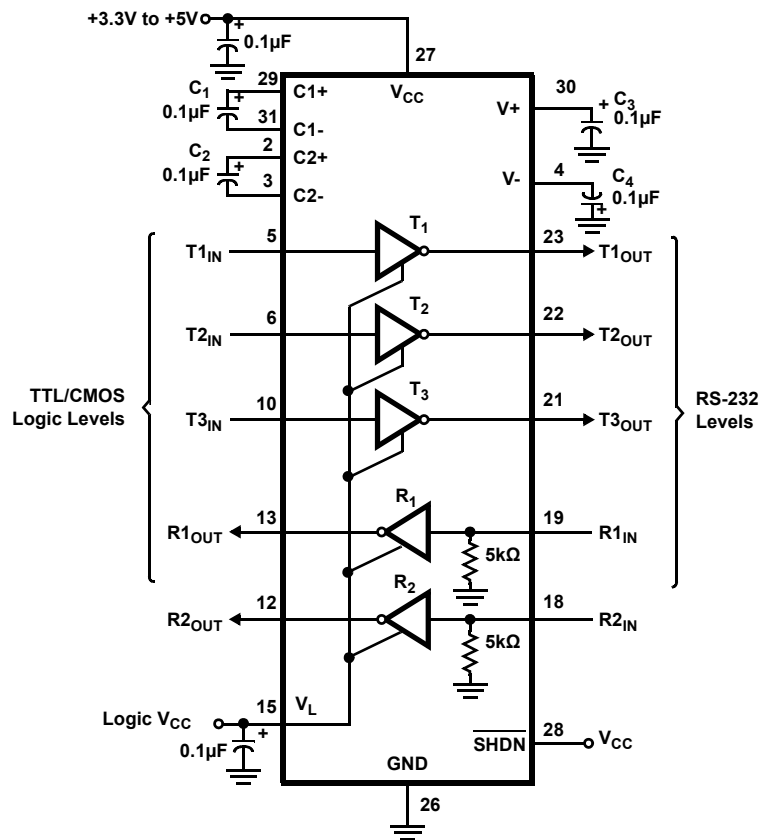 +3.3V to +5V
+
0.1µF
27
29
C1
0.1µF
+
31
C1+
C1-
VCC
V+
30
+
C3
0.1µF
2
C2
0.1µF
+
3
C2+
C2-
V-
4
C4
0.1µF
+
T1IN
5
T1
23
T1OUT
T2IN
6
T2
22
T2OUT
TTL/CMOS
Logic Levels
T3IN
10
T3
21
T3OUT
RS-232
Levels
R1OUT
13
R1
19
R1IN
5kΩ
R2OUT
12
R2
18
R2IN
5kΩ
Logic VCC
15
VL
0.1µF
+
SHDN
28
VCC
GND
26